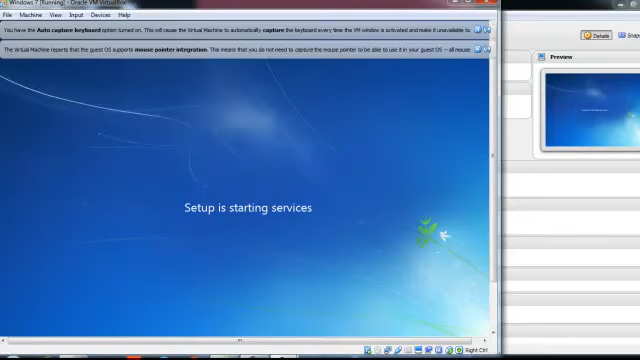 Windows 7 [Running] - Oracle VM VirtualBox
File Machine View Input Devices Help
You have the Auto capture keyboard option turned on. This will cause the Virtual Machine to automatically capture the keyboard every time the VM window is activated and make it unavailable to
The Virtual Machine reports that the guest OS supports mouse pointer integration. This means that you do not need to capture the mouse pointer to be able to use it in your guest OS -- all mouse
Details Snaps
Preview
Setup is starting services
Right Ctrl